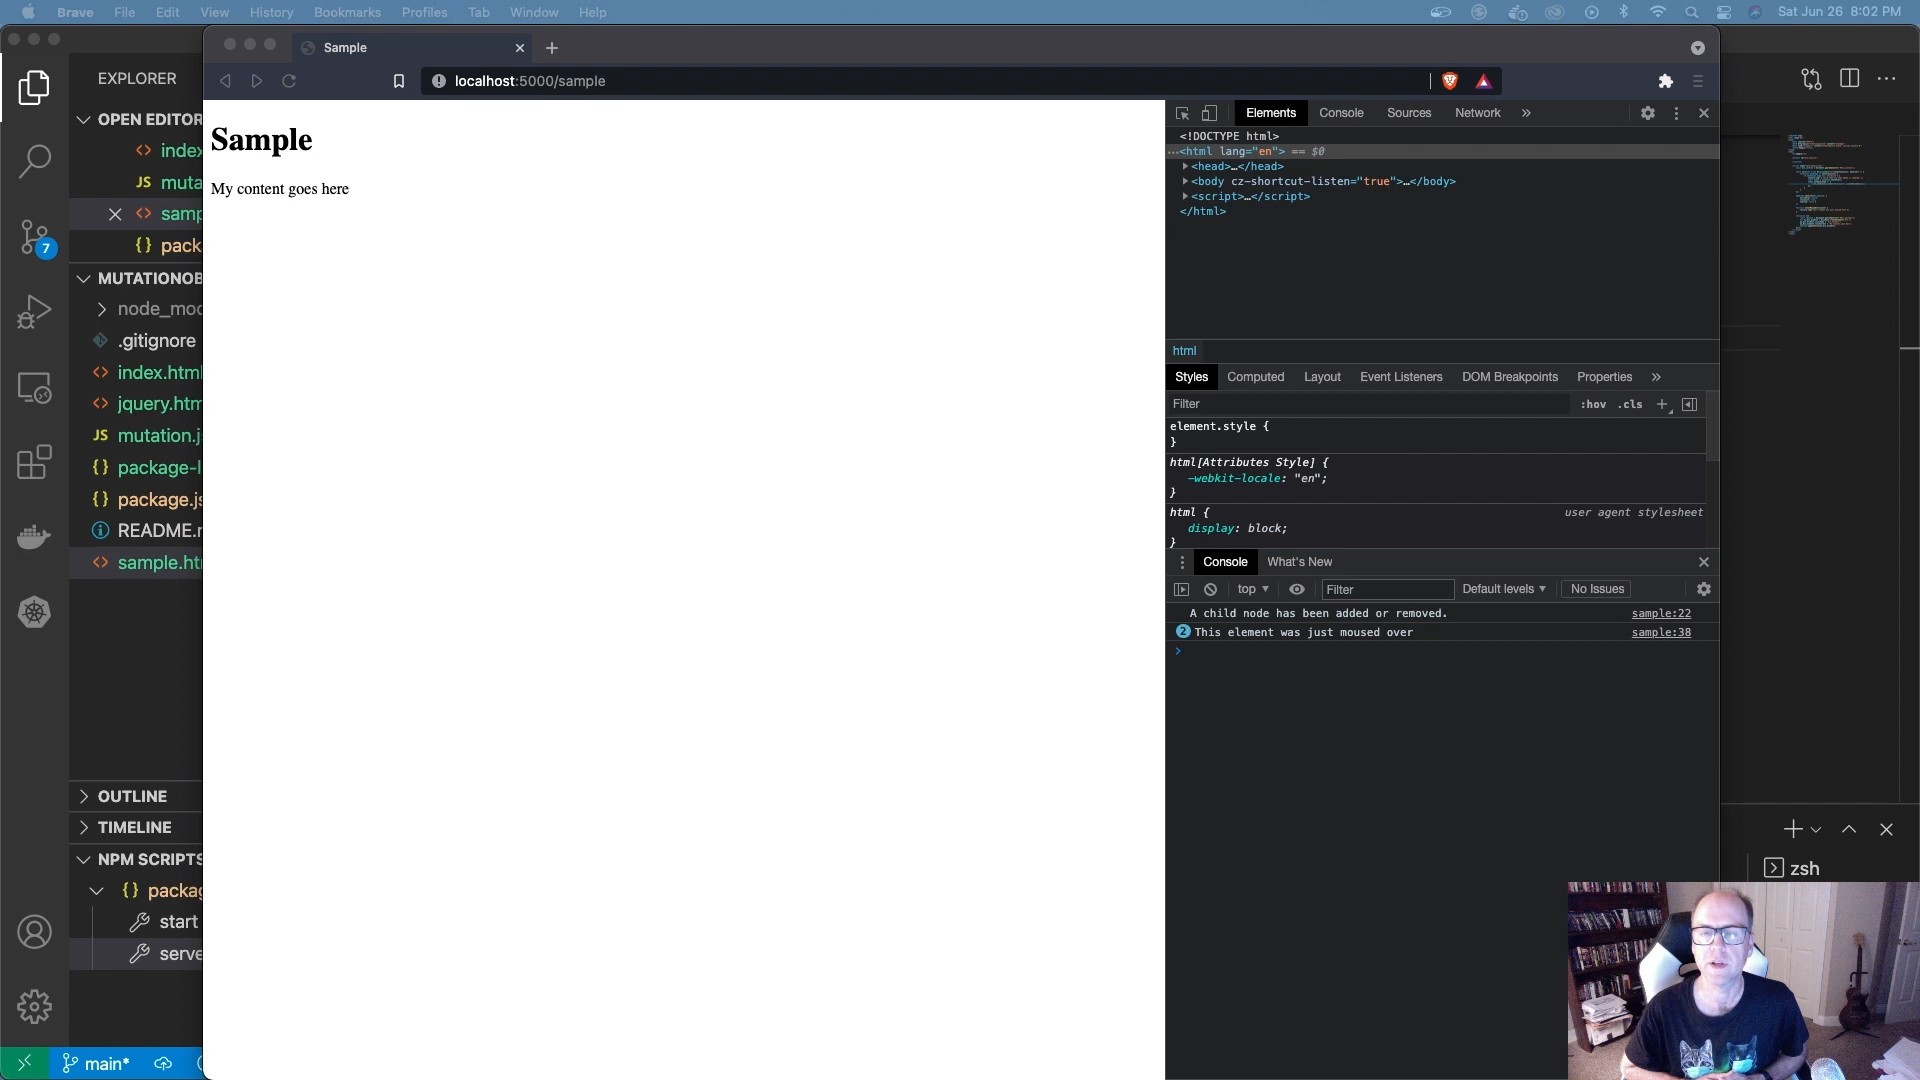 Brave File Edit View History Bookmarks Profiles Tab Window Help Sat Jun 26 8:02 PM
Sample
localhost:5000/sample
EXPLORER
OPEN EDITOR
index
JS muta
samp
{} pack
MUTATIONOB
node_moc
.gitignore
index.html
jquery.htm
JS mutation.j
{} package-l
{} package.js
README.r
sample.htr
OUTLINE
TIMELINE
NPM SCRIPTS
{} packag
start
serve
7
main*
Sample
My content goes here
Elements Console Sources Network »
<!DOCTYPE html>
…<html lang="en"> == $0
<head>…</head>
<body cz-shortcut-listen="true">…</body>
<script>…</script>
</html>
html
Styles Computed Layout Event Listeners DOM Breakpoints Properties »
Filter :hov .cls
element.style {
}
html[Attributes Style] {
-webkit-locale: "en";
}
html { user agent stylesheet
display: block;
}
Console What's New
top Filter Default levels No Issues
A child node has been added or removed. sample:22
2 This element was just moused over sample:38
zsh